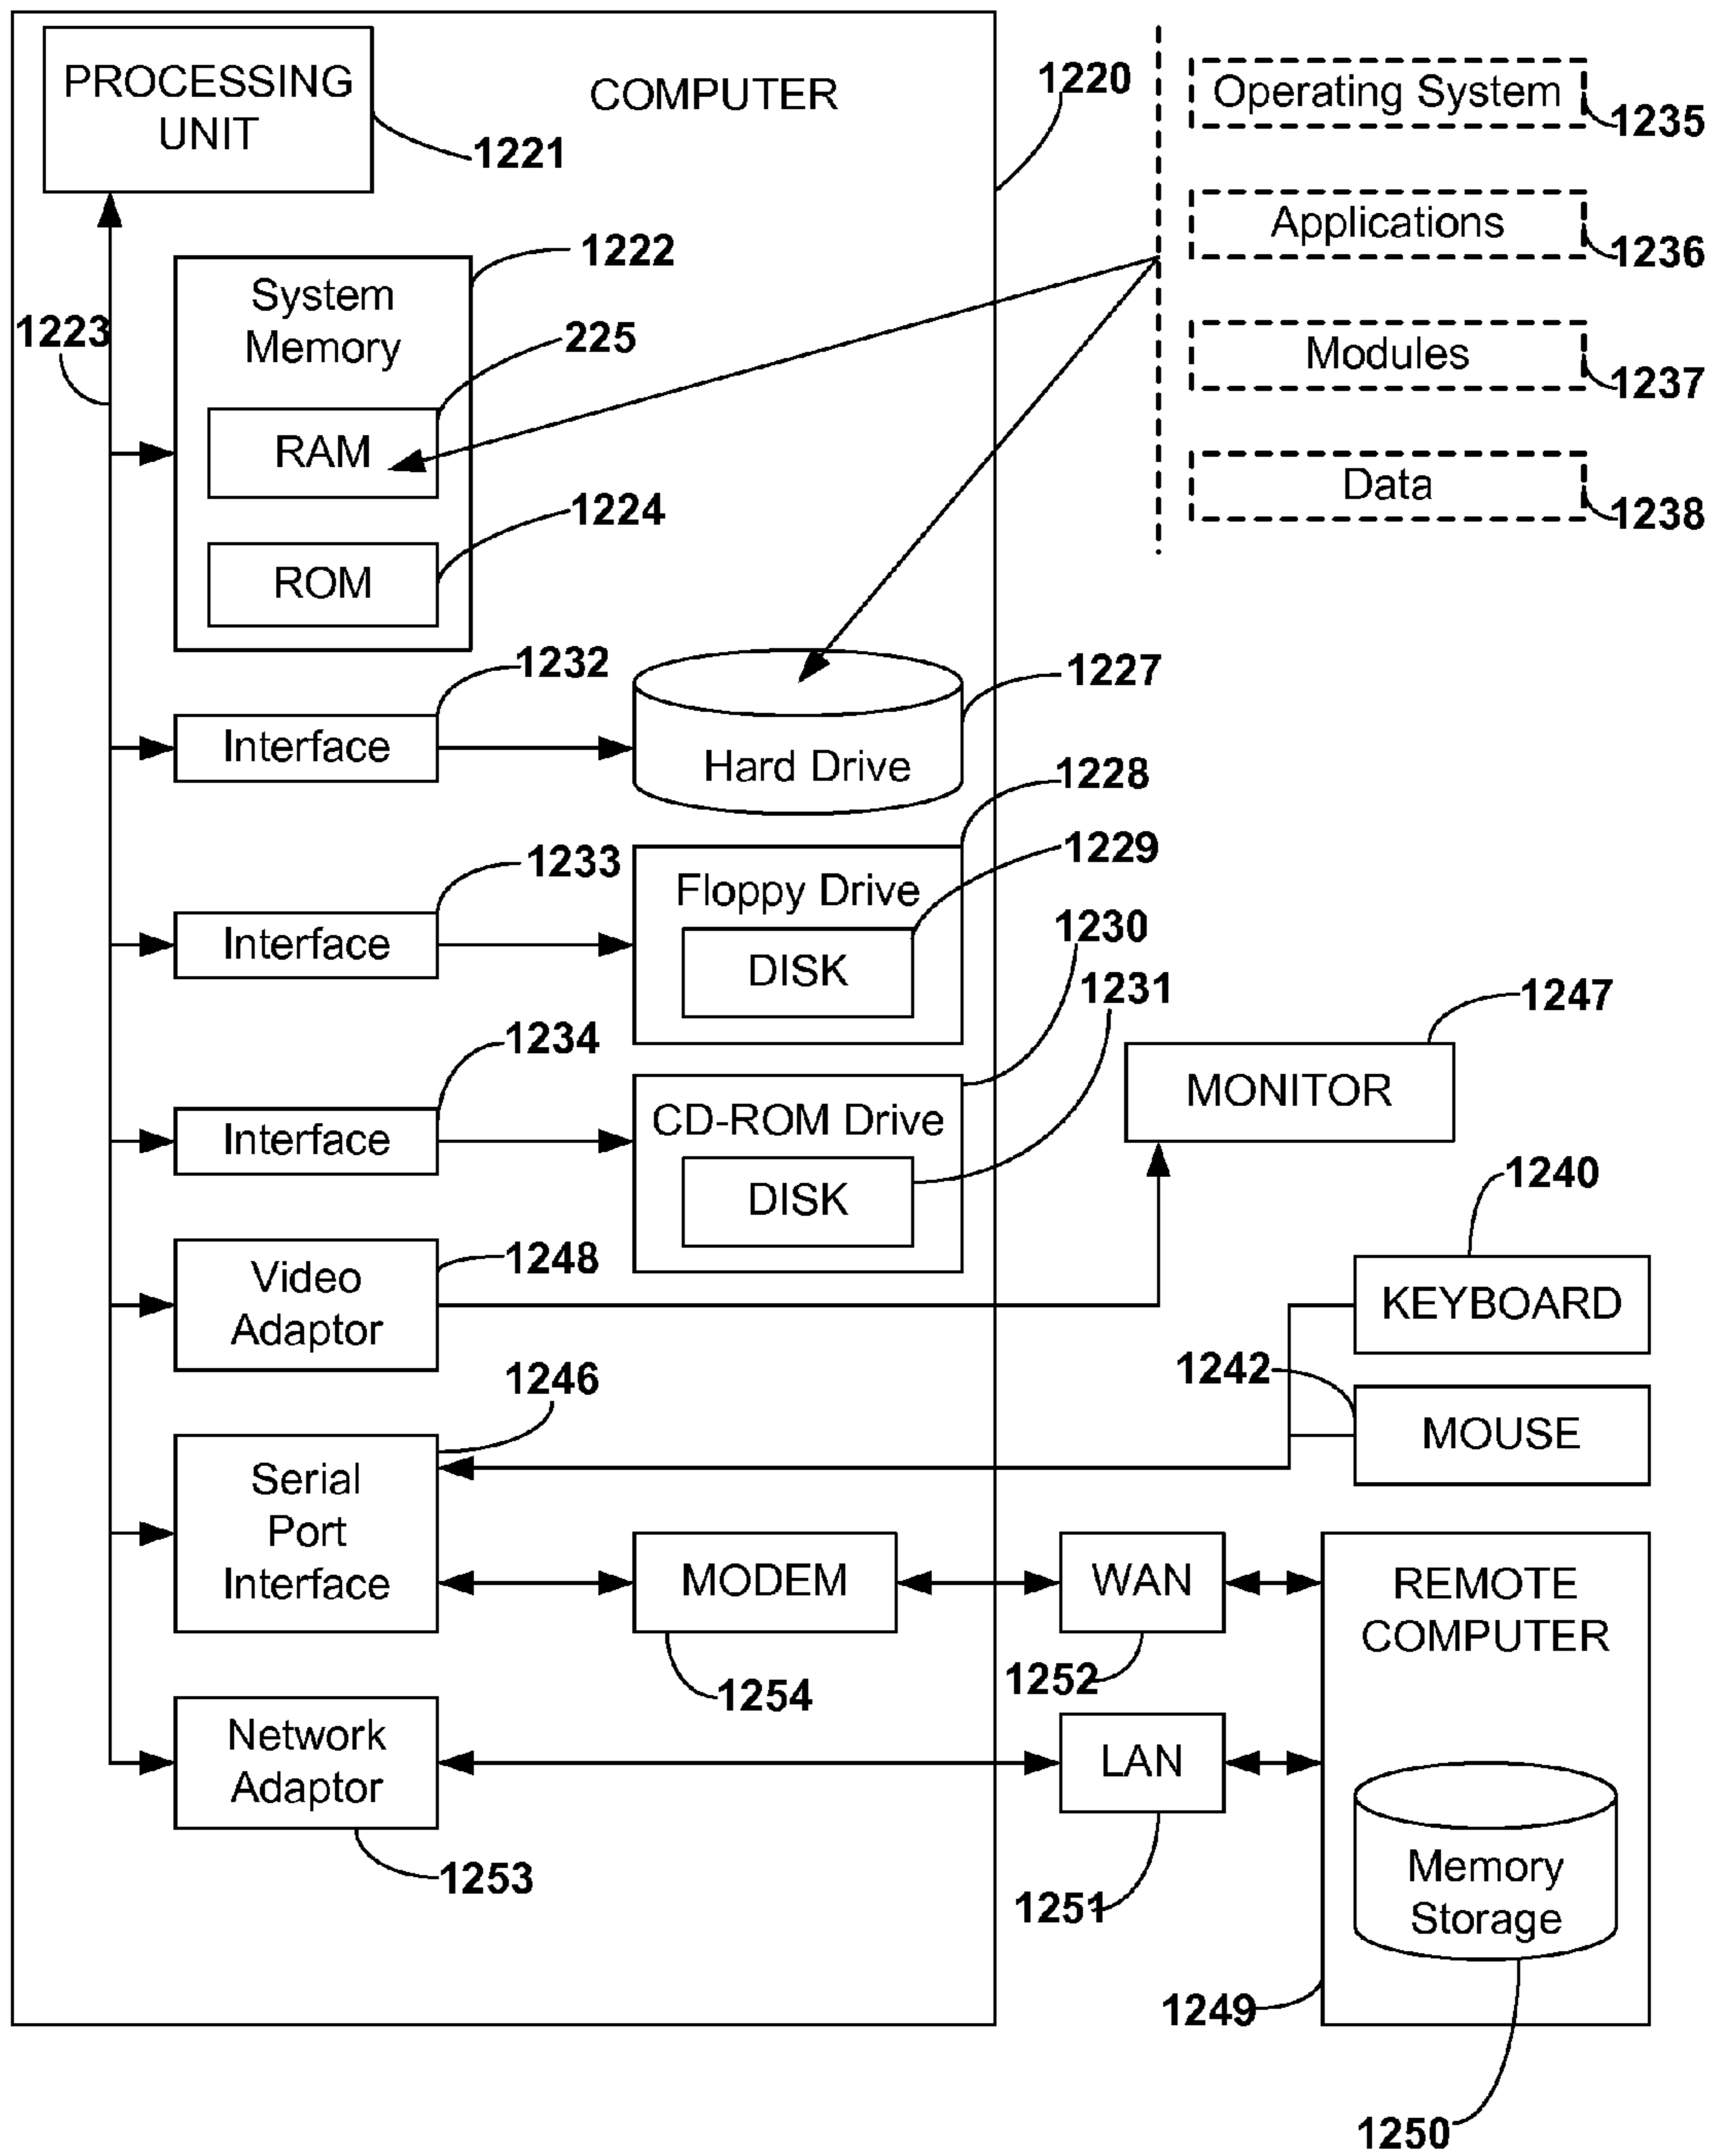 PROCESSING
UNIT
COMPUTER
1220
1221
Operating System
1235
Applications
1236
Modules
1237
Data
1238
1222
System
Memory
1223
225
RAM
1224
ROM
1232
Interface
1227
Hard Drive
1228
1233
Interface
1229
Floppy Drive
DISK
1230
1231
1234
Interface
CD-ROM Drive
DISK
1247
MONITOR
1240
KEYBOARD
1248
Video
Adaptor
1242
MOUSE
1246
Serial
Port
Interface
MODEM
1254
WAN
1252
REMOTE
COMPUTER
Network
Adaptor
1253
LAN
1251
Memory
Storage
1249
1250